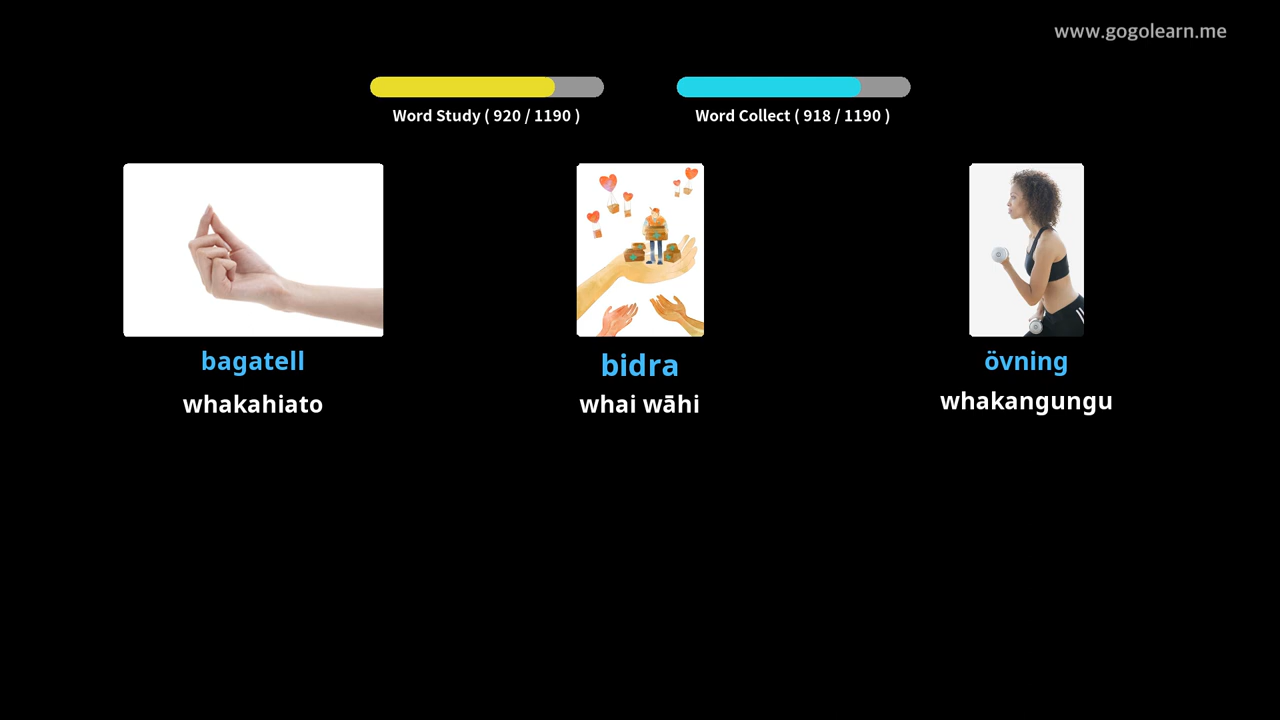 www.gogolearn.me
Word Study ( 920 / 1190 )
Word Collect ( 918 / 1190 )
bagatell
bidra
övning
whakahiato
whai wāhi
whakangungu